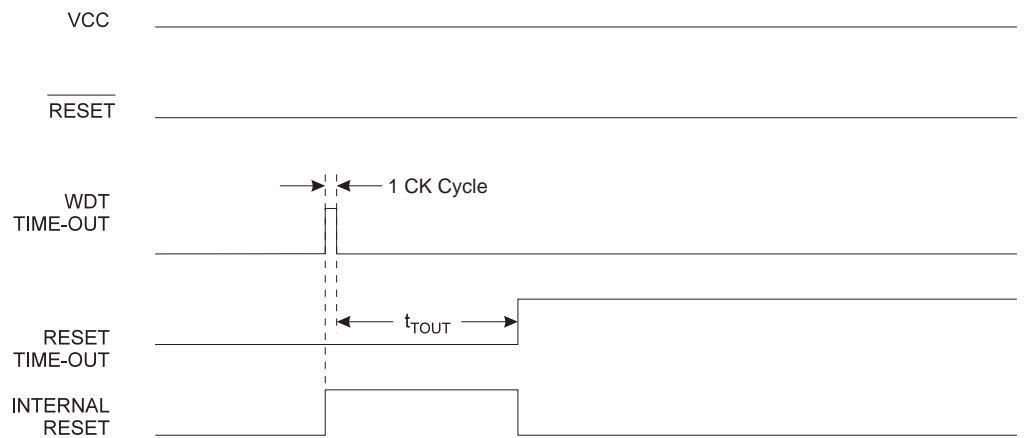 VCC
RESET
1 CK Cycle
WDT
TIME-OUT
tTOUT
RESET
TIME-OUT
INTERNAL
RESET